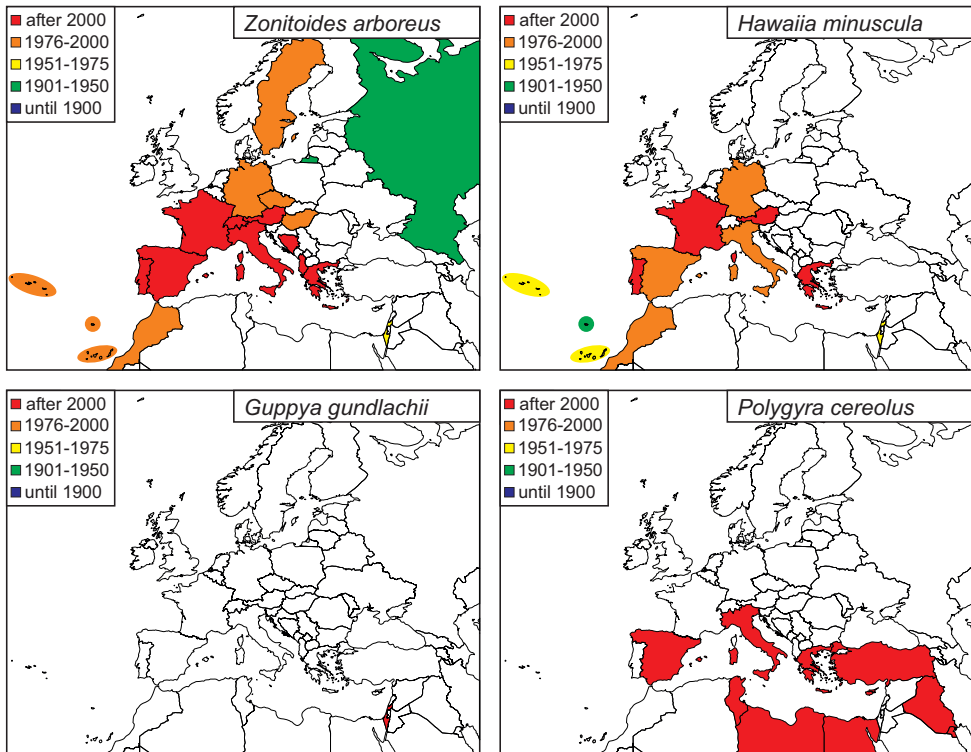 Zonitoides arboreus
after 2000
1976-2000
1951-1975
1901-1950
until 1900
Hawaiia minuscula
after 2000
1976-2000
1951-1975
1901-1950
until 1900
Guppya gundlachii
after 2000
1976-2000
1951-1975
1901-1950
until 1900
Polygyra cereolus
after 2000
1976-2000
1951-1975
1901-1950
until 1900